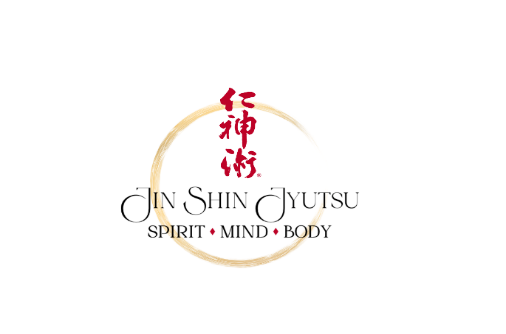 仁
神
術®
JIN SHIN JYUTSU
SPIRIT ♦ MIND ♦ BODY